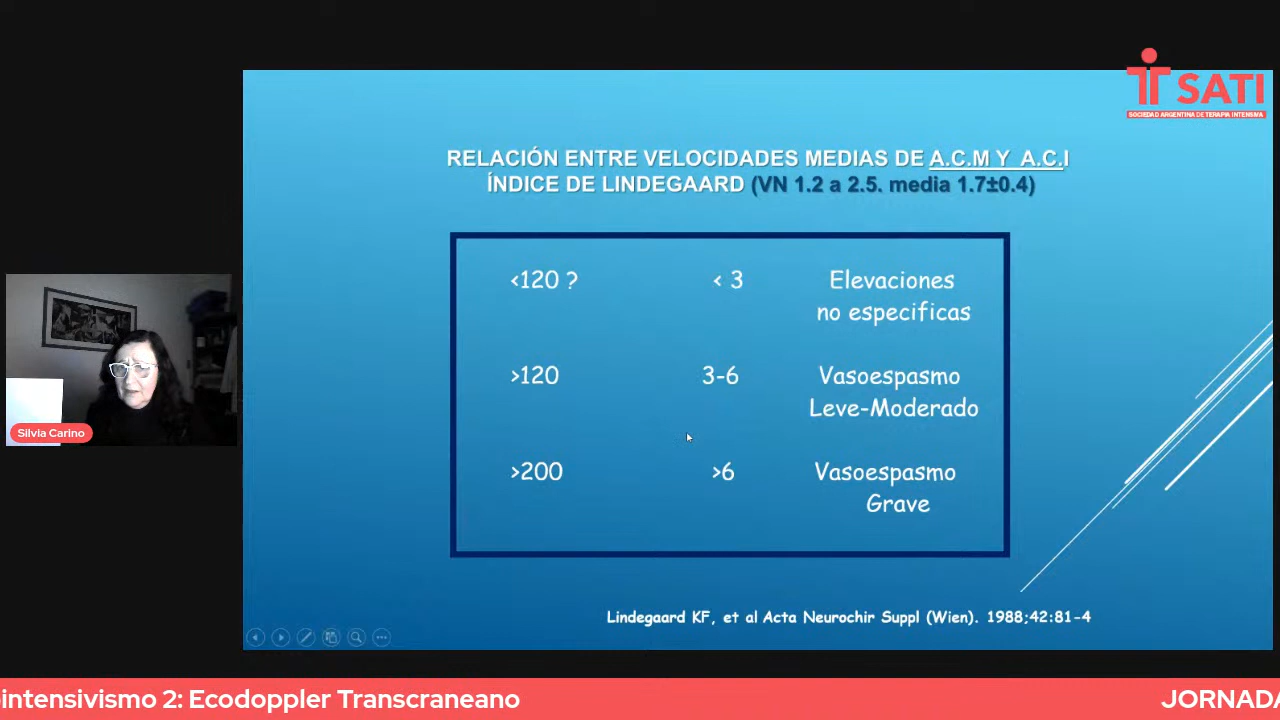 SATI
SOCIEDAD ARGENTINA DE TERAPIA INTENSIVA
RELACIÓN ENTRE VELOCIDADES MEDIAS DE A.C.M Y A.C.I
ÍNDICE DE LINDEGAARD (VN 1.2 a 2.5. media 1.7±0.4)
<120 ? < 3 Elevaciones
no especificas
>120 3-6 Vasoespasmo
Leve-Moderado
>200 >6 Vasoespasmo
Grave
Lindegaard KF, et al Acta Neurochir Suppl (Wien). 1988;42:81-4
Silvia Carino
intensivismo 2: Ecodoppler Transcraneano
JORNADA